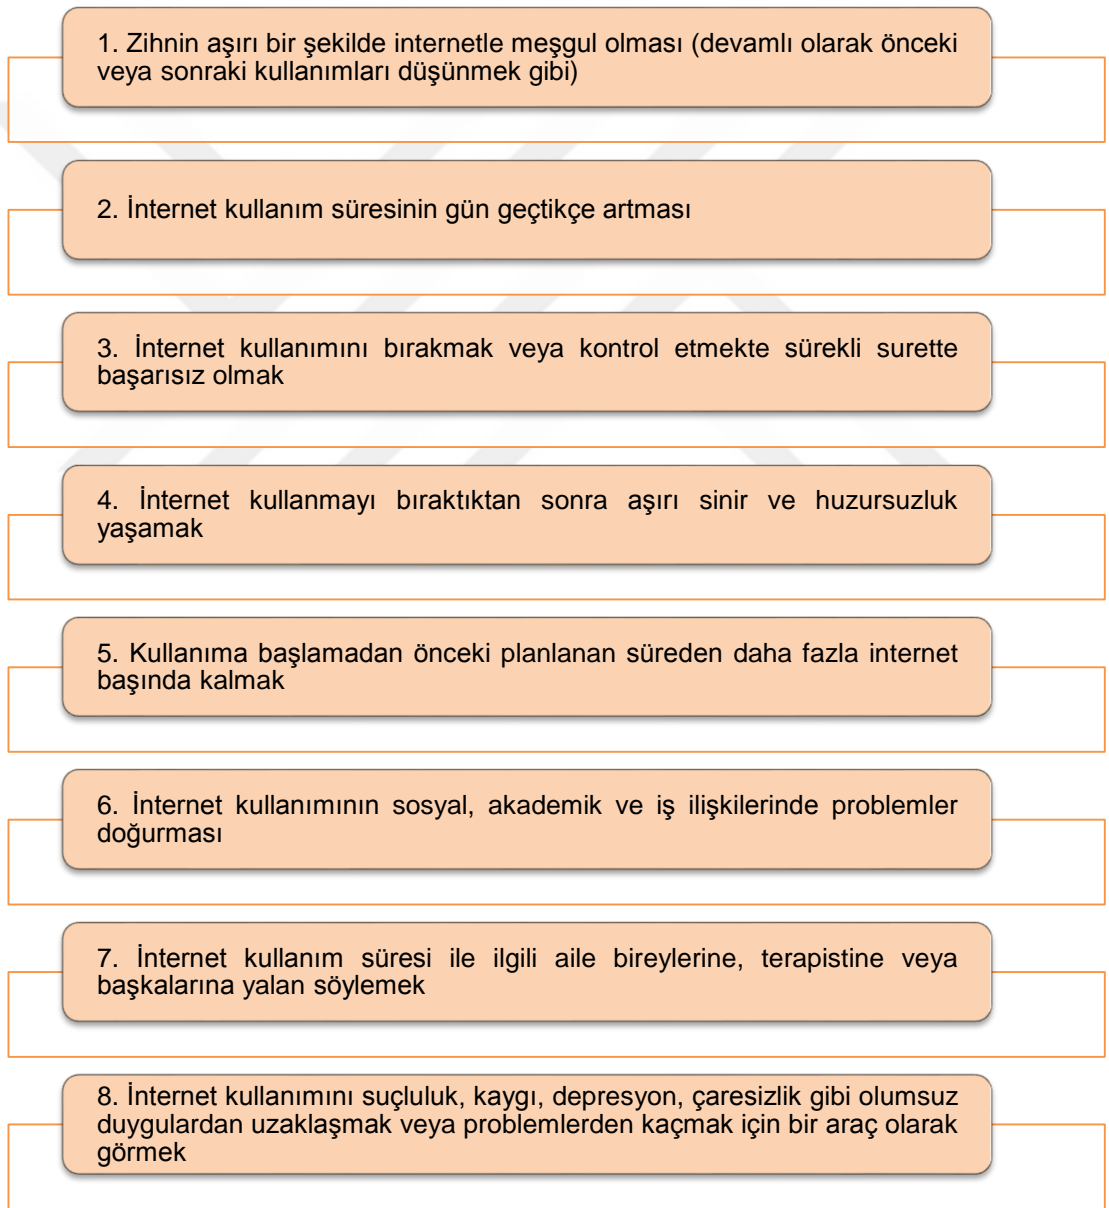 1. Zihnin aşırı bir şekilde internetle meşgul olması (devamlı olarak önceki
veya sonraki kullanımları düşünmek gibi)
2. İnternet kullanım süresinin gün geçtikçe artması
3. İnternet kullanımını bırakmak veya kontrol etmekte sürekli surette
başarısız olmak
4. İnternet kullanmayı bıraktıktan sonra aşırı sinir ve huzursuzluk
yaşamak
5. Kullanıma başlamadan önceki planlanan süreden daha fazla internet
başında kalmak
6. İnternet kullanımının sosyal, akademik ve iş ilişkilerinde problemler
doğurması
7. İnternet kullanım süresi ile ilgili aile bireylerine, terapistine veya
başkalarına yalan söylemek
8. İnternet kullanımını suçluluk, kaygı, depresyon, çaresizlik gibi olumsuz
duygulardan uzaklaşmak veya problemlerden kaçmak için bir araç olarak
görmek